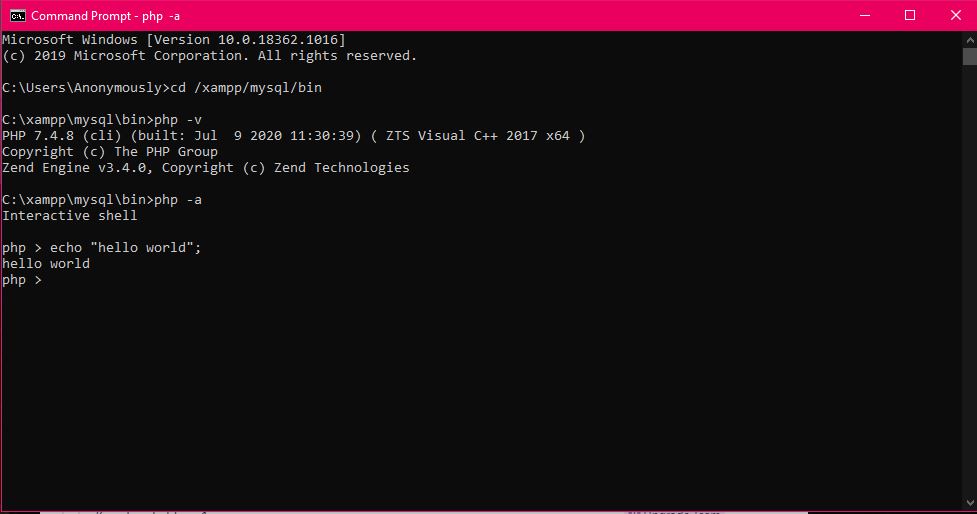 Command Prompt - php -a
Microsoft Windows [Version 10.0.18362.1016]
(c) 2019 Microsoft Corporation. All rights reserved.
C:\Users\Anonymously>cd /xampp/mysql/bin
C:\xampp\mysql\bin>php -v
PHP 7.4.8 (cli) (built: Jul  9 2020 11:30:39) ( ZTS Visual C++ 2017 x64 )
Copyright (c) The PHP Group
Zend Engine v3.4.0, Copyright (c) Zend Technologies
C:\xampp\mysql\bin>php -a
Interactive shell
php > echo "hello world";
hello world
php >